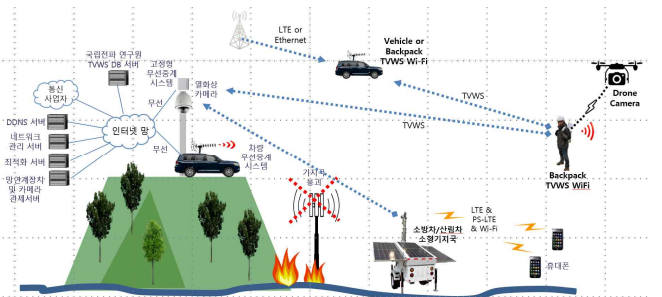 LTE or
Ethernet
Vehicle or
Backpack
TVWS Wi-Fi
국립전파 연구원
TVWS DB 서버
고정형
무선중계
시스템
열화상
카메라
통신
사업자
무선
DDNS 서버
네트워크
관리 서버
인터넷 망
최적화 서버
무선
차량
무선중계
시스템
망연계장치
및 카메라
관제서버
TVWS
TVWS
Drone
Camera
Backpack
TVWS WiFi
기지국
붕괴
LTE &
PS-LTE
& Wi-Fi
소방차/산림차
소형기지국
휴대폰